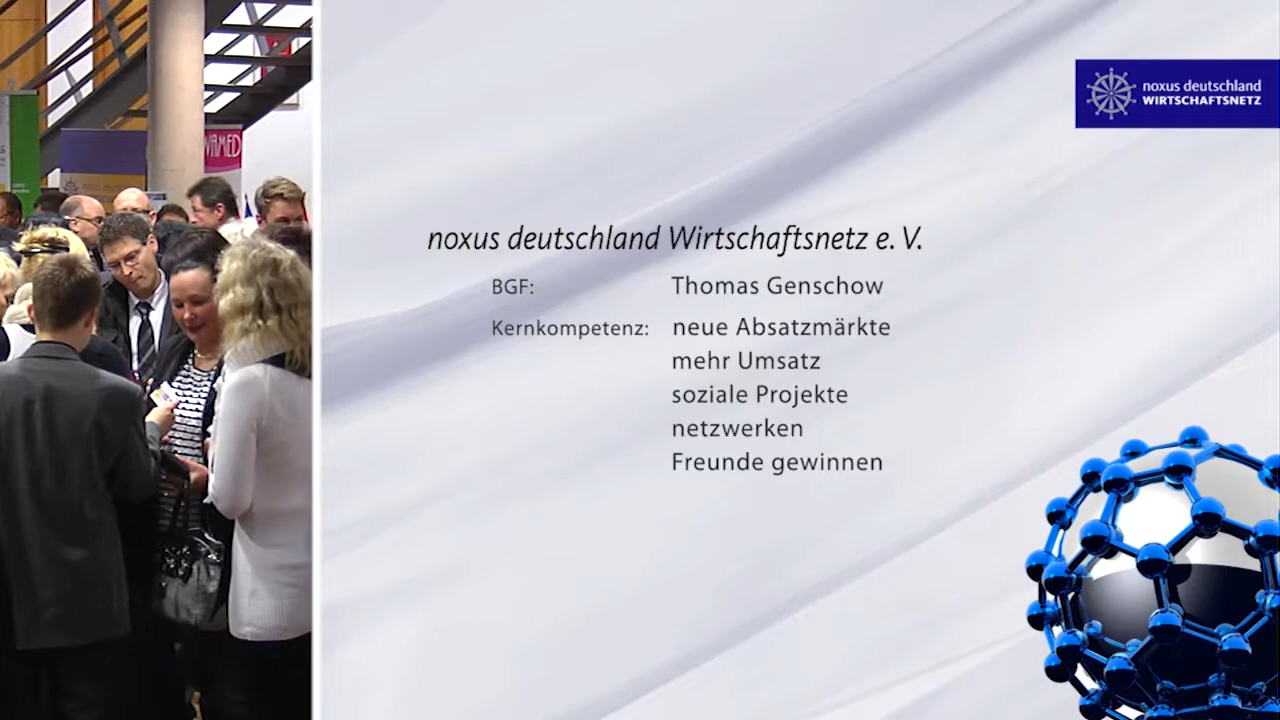 WAMED
noxus deutschland
WIRTSCHAFTSNETZ
noxus deutschland Wirtschaftsnetz e. V.
BGF: Thomas Genschow
Kernkompetenz: neue Absatzmärkte
mehr Umsatz
soziale Projekte
netzwerken
Freunde gewinnen